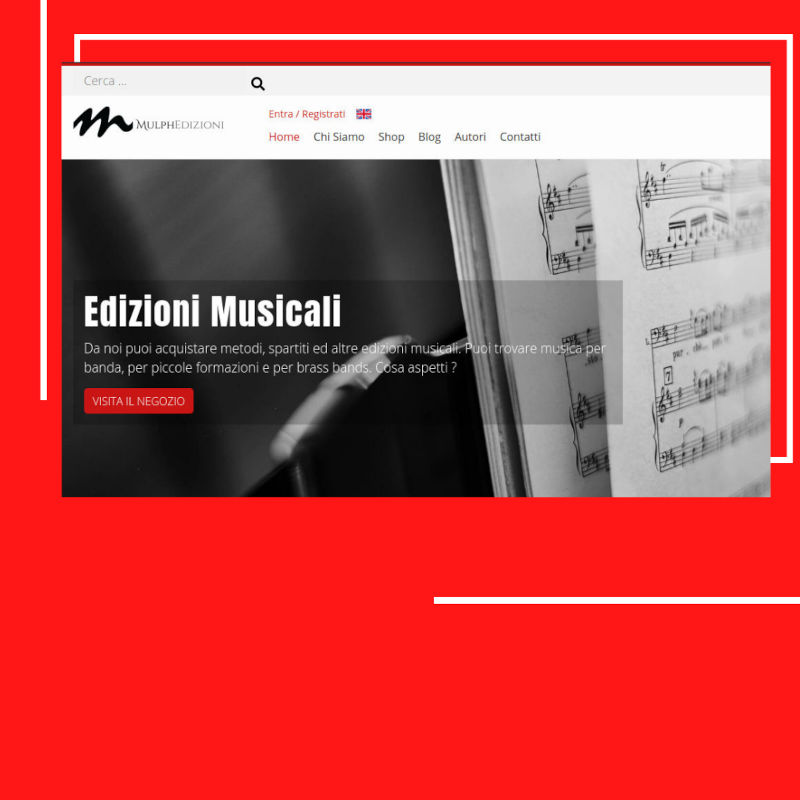 Cerca ...
MULPHEDIZIONI
Entra / Registrati
Home Chi Siamo Shop Blog Autori Contatti
Edizioni Musicali
Da noi puoi acquistare metodi, spartiti ed altre edizioni musicali. Puoi trovare musica per
banda, per piccole formazioni e per brass bands. Cosa aspetti ?
VISITA IL NEGOZIO
tr
7
P